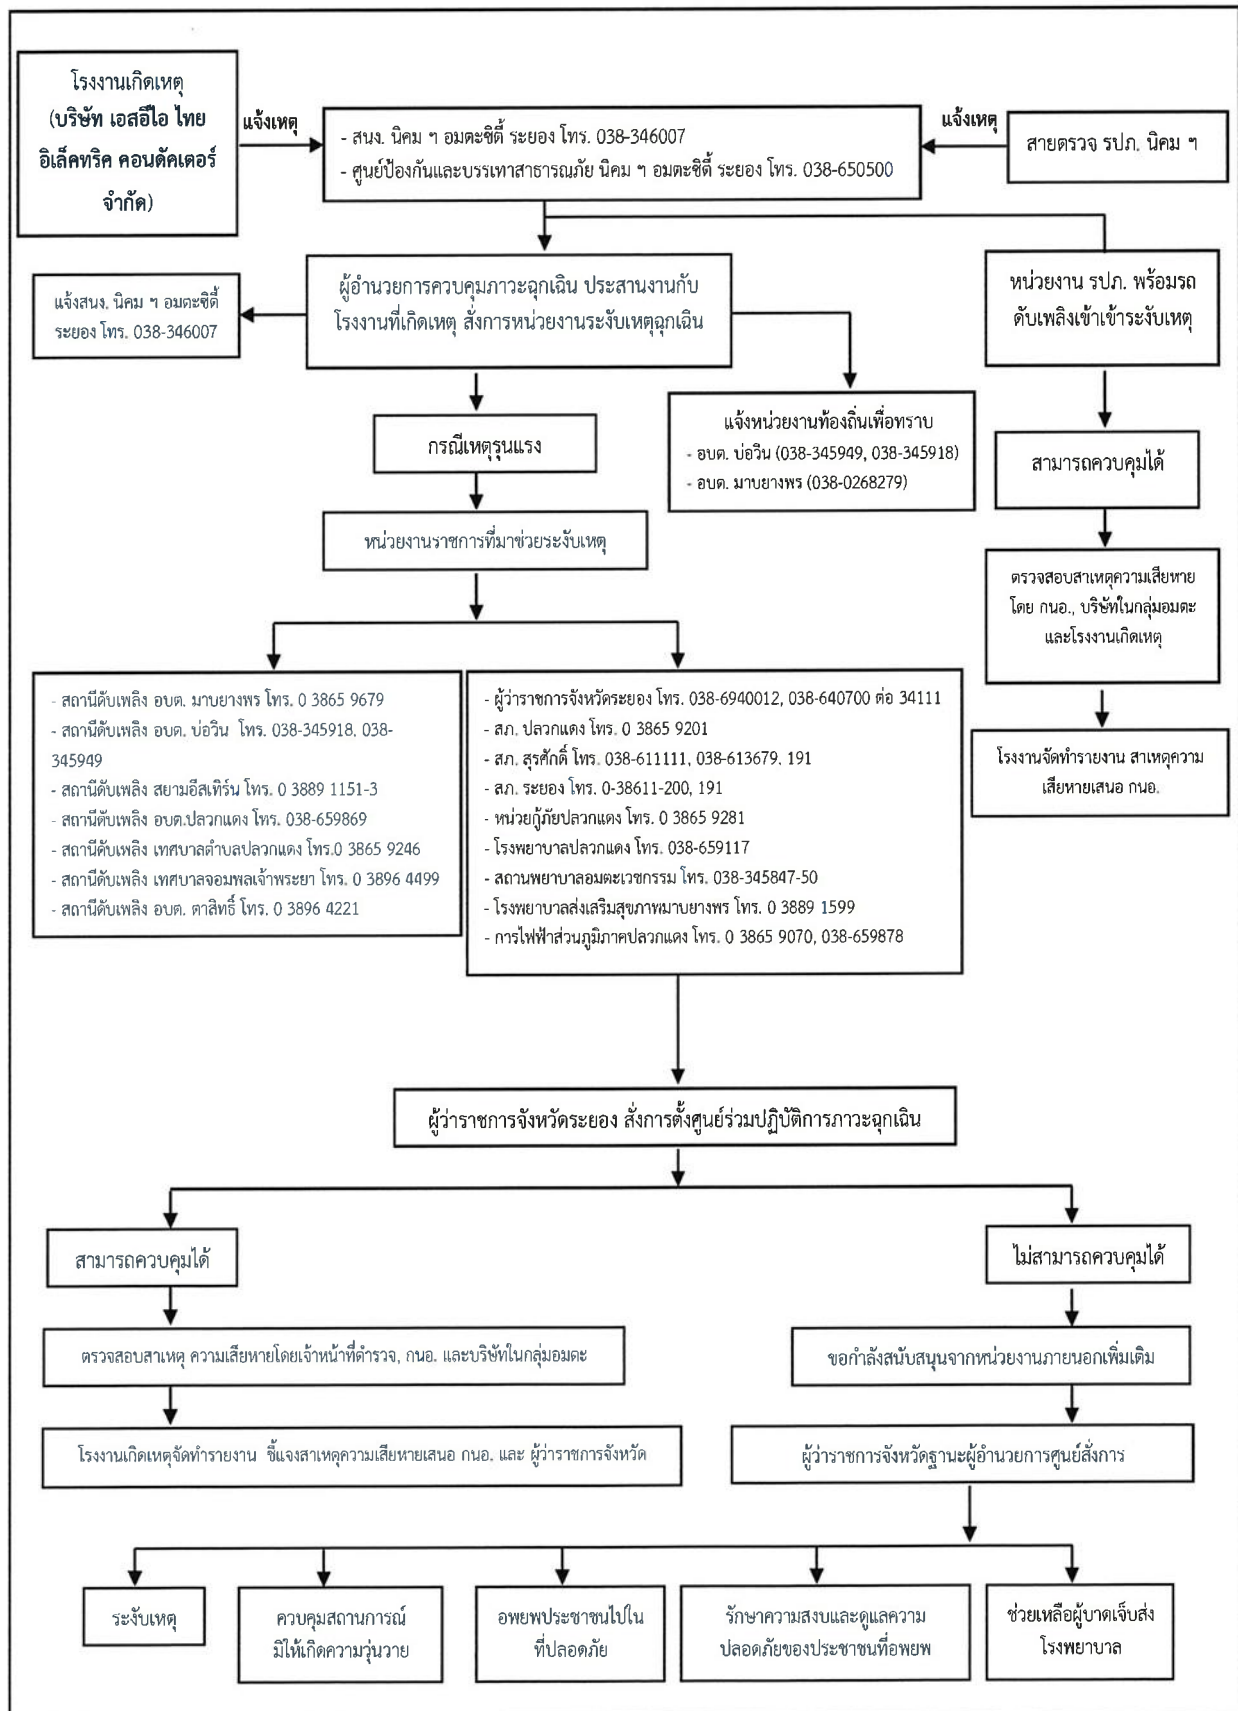 โรงงานเกิดเหตุ
(บริษัท เอสอีไอ ไทย
อิเล็คทริค คอนดัคเตอร์
จำกัด)
แจ้งเหตุ
- สนง. นิคม ฯ อมตะซิตี้ ระยอง โทร. 038-346007
- ศูนย์ป้องกันและบรรเทาสาธารณภัย นิคม ฯ อมตะซิตี้ ระยอง โทร. 038-650500
แจ้งเหตุ
สายตรวจ รปภ. นิคม ฯ
แจ้งสนง. นิคม ฯ อมตะซิตี้
ระยอง โทร. 038-346007
ผู้อำนวยการควบคุมภาวะฉุกเฉิน ประสานงานกับ
โรงงานที่เกิดเหตุ สั่งการหน่วยงานระงับเหตุฉุกเฉิน
หน่วยงาน รปภ. พร้อมรถ
ดับเพลิงเข้าเข้าระงับเหตุ
กรณีเหตุรุนแรง
แจ้งหน่วยงานท้องถิ่นเพื่อทราบ
- อบต. บ่อวิน (038-345949, 038-345918)
- อบต. มาบยางพร (038-0268279)
สามารถควบคุมได้
หน่วยงานราชการที่มาช่วยระงับเหตุ
ตรวจสอบสาเหตุความเสียหาย
โดย กนอ., บริษัทในกลุ่มอมตะ
และโรงงานเกิดเหตุ
- สถานีดับเพลิง อบต. มาบยางพร โทร. 0 3865 9679
- สถานีดับเพลิง อบต. บ่อวิน โทร. 038-345918, 038-
345949
- สถานีดับเพลิง สยามอีสเทิร์น โทร. 0 3889 1151-3
- สถานีดับเพลิง อบต.ปลวกแดง โทร. 038-659869
- สถานีดับเพลิง เทศบาลตำบลปลวกแดง โทร.0 3865 9246
- สถานีดับเพลิง เทศบาลจอมพลเจ้าพระยา โทร. 0 3896 4499
- สถานีดับเพลิง อบต. ตาสิทธิ์ โทร. 0 3896 4221
- ผู้ว่าราชการจังหวัดระยอง โทร. 038-6940012, 038-640700 ต่อ 34111
- สภ. ปลวกแดง โทร. 0 3865 9201
- สภ. สุรศักดิ์ โทร. 038-611111, 038-613679. 191
- สภ. ระยอง โทร. 0-38611-200, 191
- หน่วยกู้ภัยปลวกแดง โทร. 0 3865 9281
- โรงพยาบาลปลวกแดง โทร. 038-659117
- สถานพยาบาลอมตะเวชกรรม โทร. 038-345847-50
- โรงพยาบาลส่งเสริมสุขภาพมาบยางพร โทร. 0 3889 1599
- การไฟฟ้าส่วนภูมิภาคปลวกแดง โทร. 0 3865 9070, 038-659878
โรงงานจัดทำรายงาน สาเหตุความ
เสียหายเสนอ กนอ.
ผู้ว่าราชการจังหวัดระยอง สั่งการตั้งศูนย์ร่วมปฏิบัติการภาวะฉุกเฉิน
สามารถควบคุมได้
ไม่สามารถควบคุมได้
ตรวจสอบสาเหตุ ความเสียหายโดยเจ้าหน้าที่ตำรวจ, กนอ. และบริษัทในกลุ่มอมตะ
ขอกำลังสนับสนุนจากหน่วยงานภายนอกเพิ่มเติม
โรงงานเกิดเหตุจัดทำรายงาน ชี้แจงสาเหตุความเสียหายเสนอ กนอ. และ ผู้ว่าราชการจังหวัด
ผู้ว่าราชการจังหวัดฐานะผู้อำนวยการศูนย์สั่งการ
ระงับเหตุ
ควบคุมสถานการณ์
มิให้เกิดความวุ่นวาย
อพยพประชาชนไปใน
ที่ปลอดภัย
รักษาความสงบและดูแลความ
ปลอดภัยของประชาชนที่อพยพ
ช่วยเหลือผู้บาดเจ็บส่ง
โรงพยาบาล